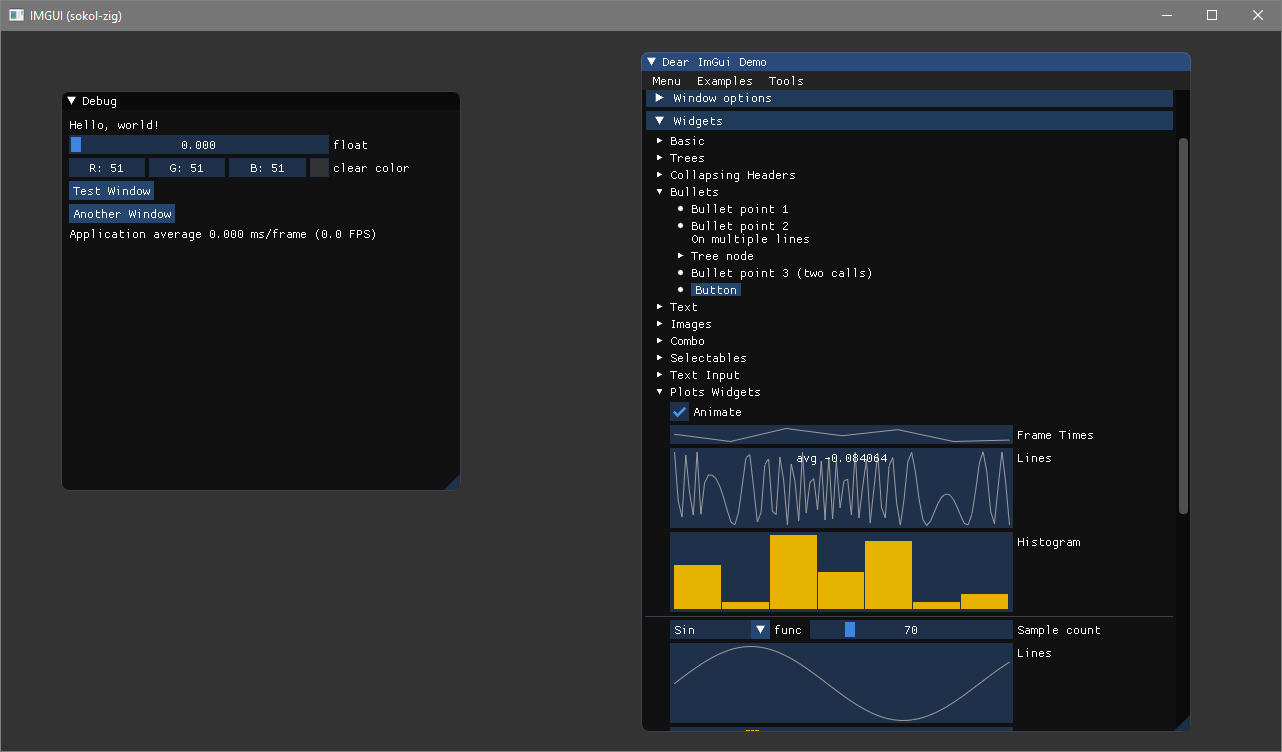 IMGUI (sokol-zig)
Debug
Hello, world!
0.000 float
R: 51 G: 51 B: 51 clear color
Test Window
Another Window
Application average 0.000 ms/frame (0.0 FPS)
Dear ImGui Demo
Menu Examples Tools
Window options
Widgets
Basic
Trees
Collapsing Headers
Bullets
Bullet point 1
Bullet point 2
On multiple lines
Tree node
Bullet point 3 (two calls)
Button
Text
Images
Combo
Selectables
Text Input
Plots Widgets
Animate
Frame Times
avg -0.084064 Lines
Histogram
Sin func 70 Sample count
Lines